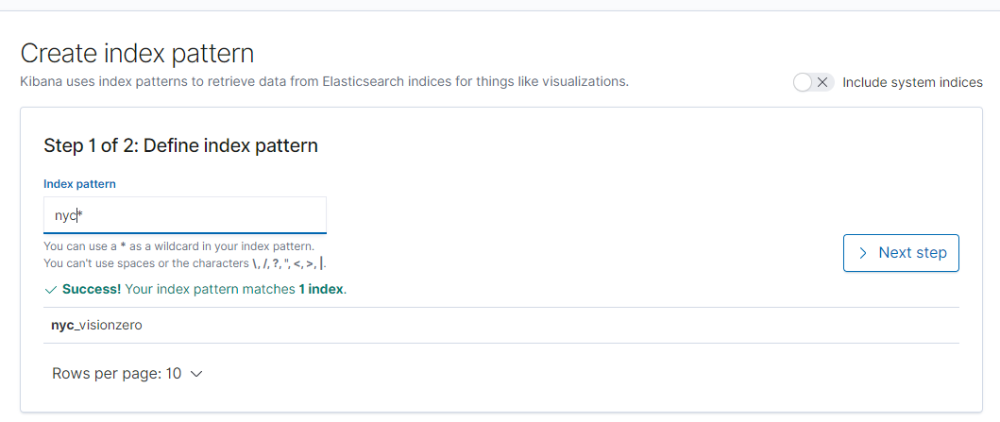 Create index pattern
Kibana uses index patterns to retrieve data from Elasticsearch indices for things like visualizations.
Include system indices
Step 1 of 2: Define index pattern
Index pattern
nyc*
You can use a * as a wildcard in your index pattern.
You can't use spaces or the characters \, /, ?, ", <, >, |.
Next step
Success! Your index pattern matches 1 index.
nyc_visionzero
Rows per page: 10